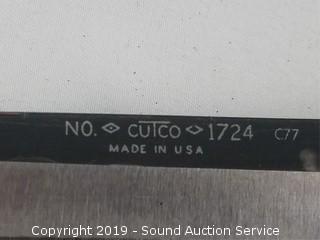 NO. CUTCO 1724 C77
MADE IN USA
Copyright 2019 - Sound Auction Service